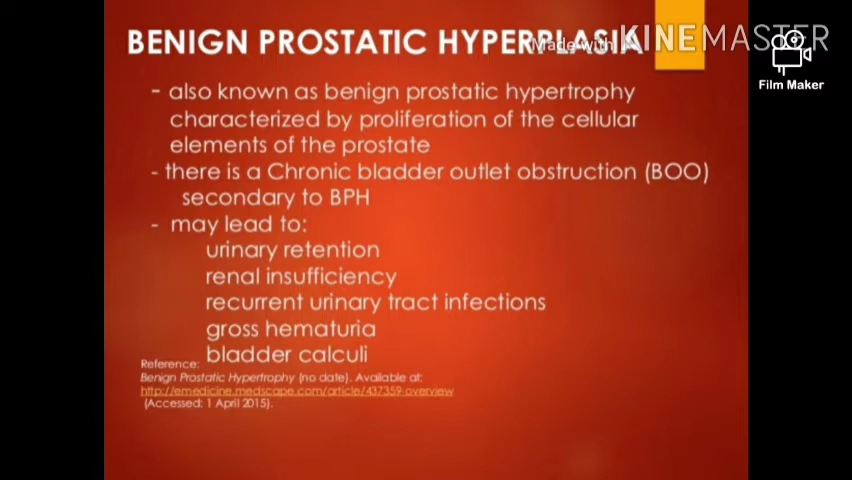 BENIGN PROSTATIC HYPERPLASIA
Made with KINEMASTER
Film Maker
- also known as benign prostatic hypertrophy
characterized by proliferation of the cellular
elements of the prostate
- there is a Chronic bladder outlet obstruction (BOO)
secondary to BPH
- may lead to:
urinary retention
renal insufficiency
recurrent urinary tract infections
gross hematuria
bladder calculi
Reference:
Benign Prostatic Hypertrophy (no date). Available at:
http://emedicine.medscape.com/article/437359-overview
(Accessed: 1 April 2015).